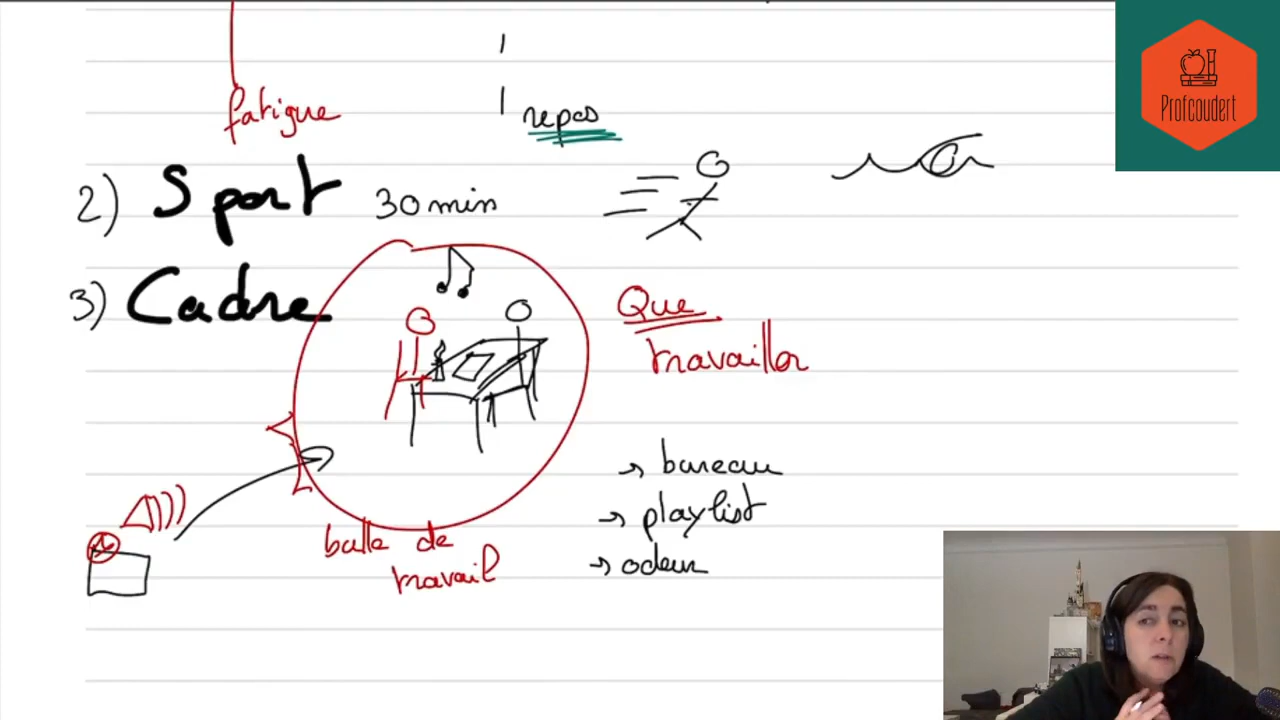 fatigue
repos
Profcoudert
2) Sport 30 min
3) Cadre
Que
travailler
→ bureau
→ playlist
→ odeur
bulle de
travail